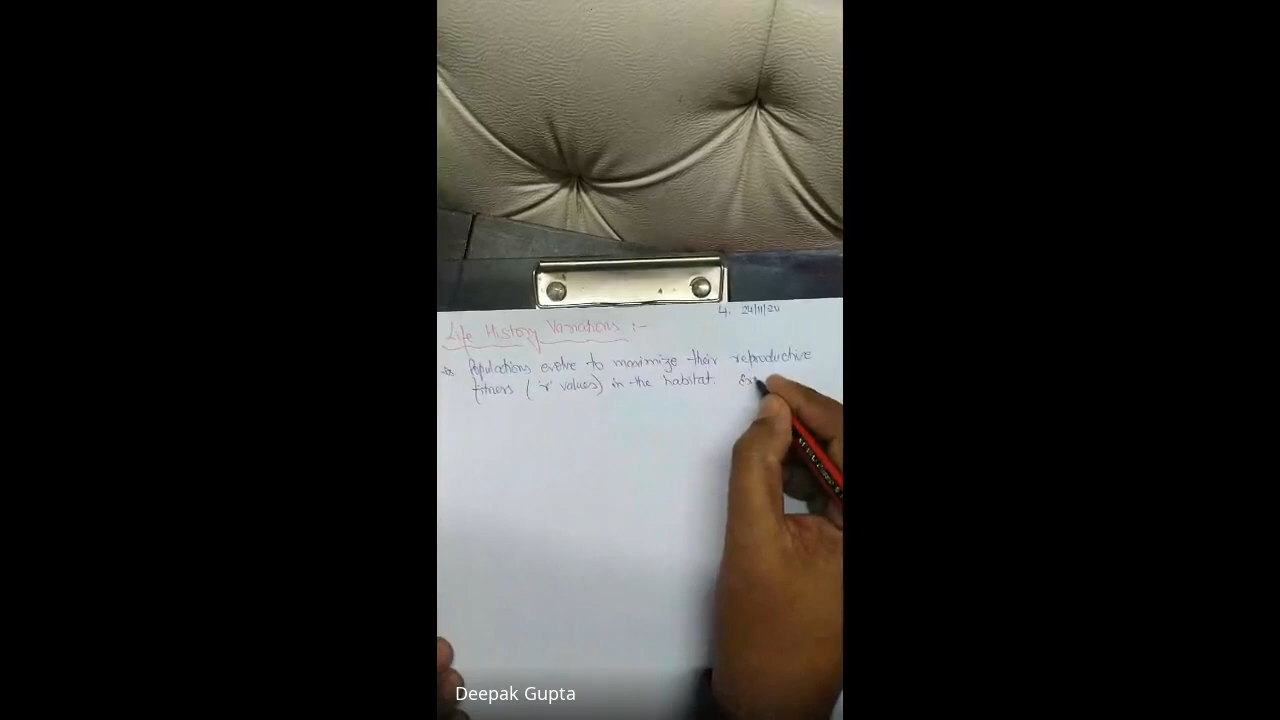 4. 24/11/24
Life History Variations :-
Populations evolve to maximize their reproductive
fitness ('r' values) in the habitat. Ex
Deepak Gupta